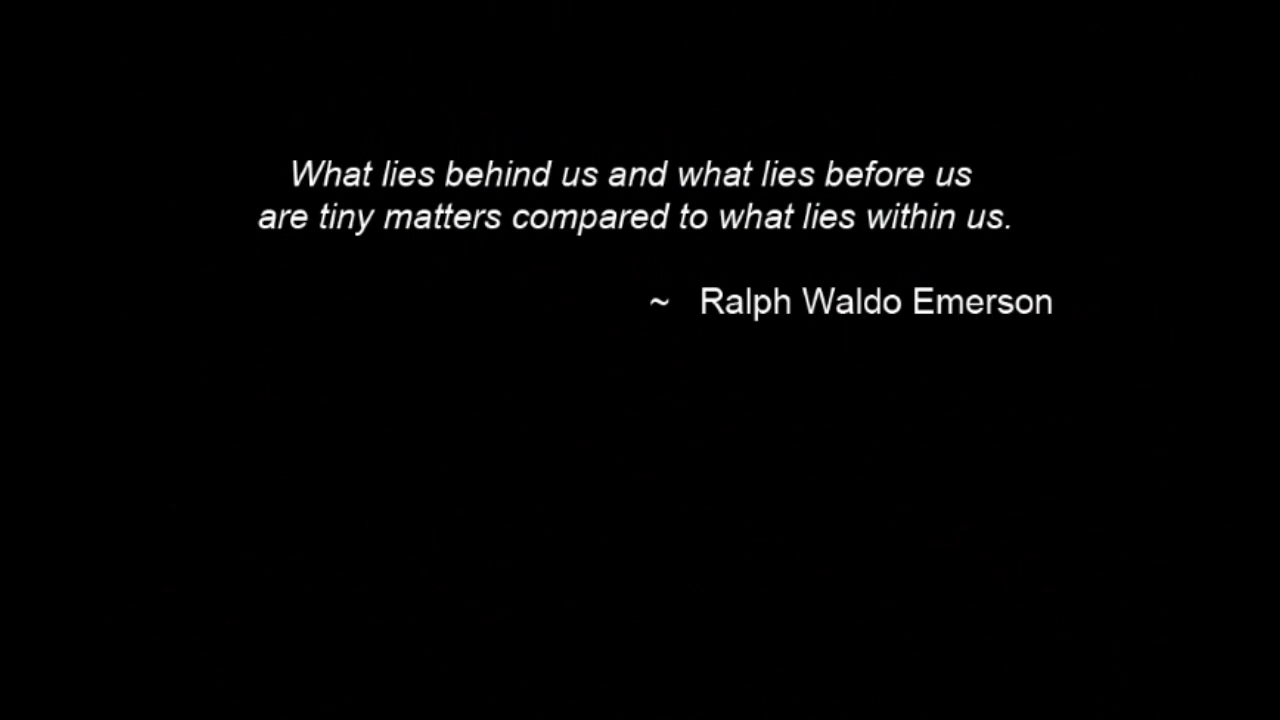 What lies behind us and what lies before us
are tiny matters compared to what lies within us.
~ Ralph Waldo Emerson